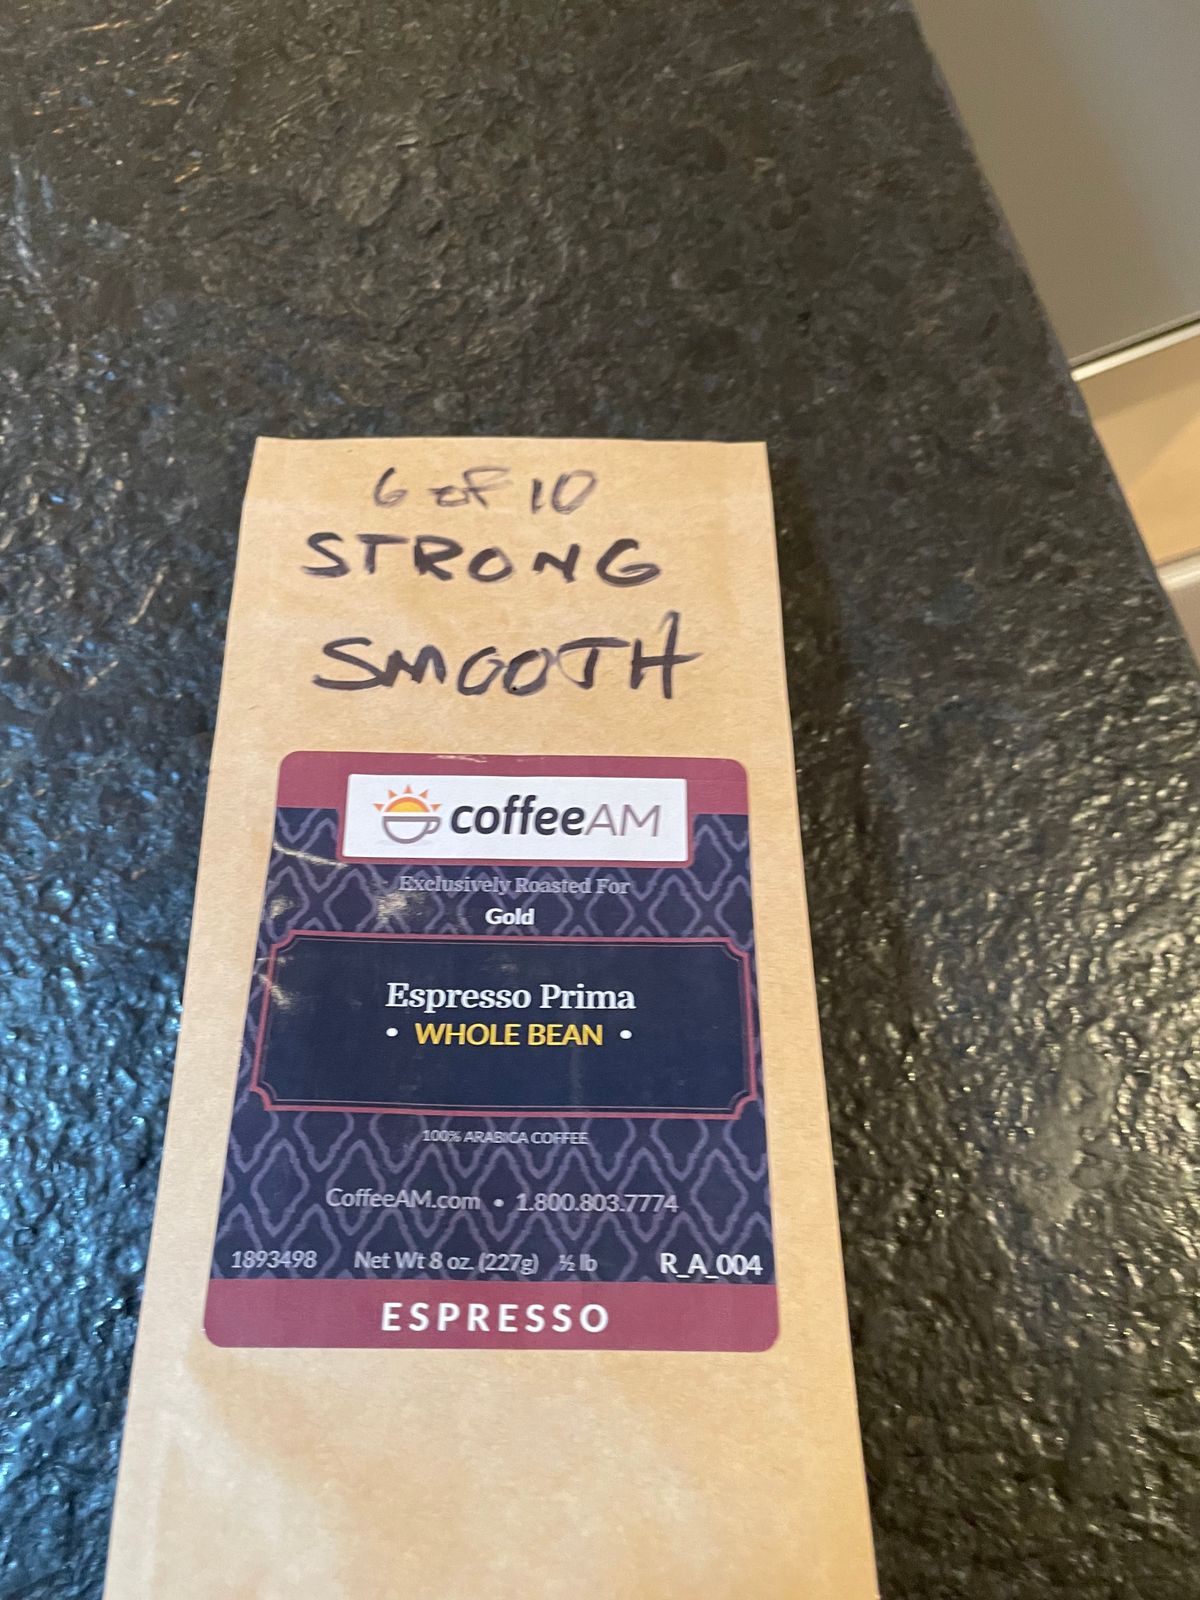 6 of 10
STRONG
SMOOTH
coffeeAM
Exclusively Roasted For
Gold
Espresso Prima
• WHOLE BEAN •
100% ARABICA COFFEE
CoffeeAM.com • 1.800.803.7774
1893498 Net Wt 8 oz. (227g) ½ lb R_A_004
ESPRESSO